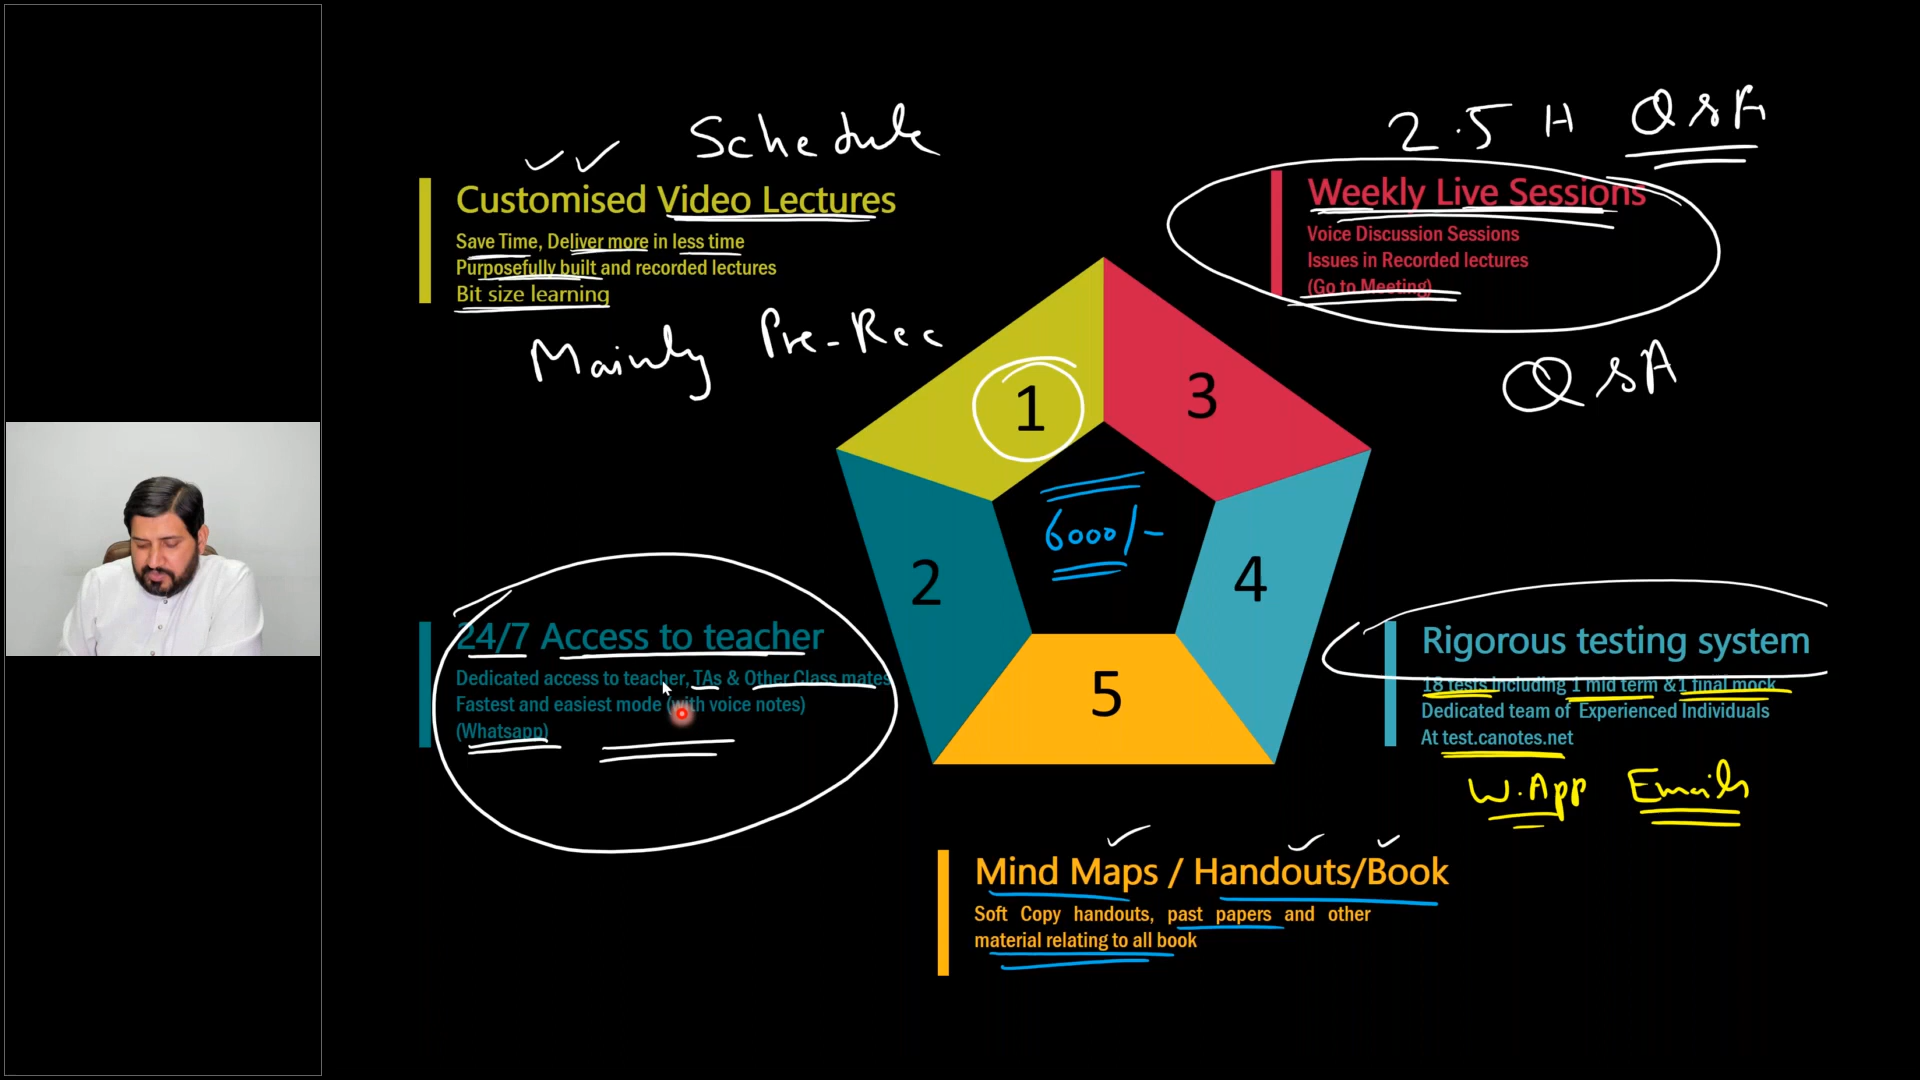 Schedule
Customised Video Lectures
Save Time, Deliver more in less time
Purposefully built and recorded lectures
Bit size learning
Mainly Pre-Rec
2.5 H Q&A
Weekly Live Sessions
Voice Discussion Sessions
Issues in Recorded lectures
(Go to Meeting)
Q&A
1
3
6000/-
2
4
5
24/7 Access to teacher
Dedicated access to teacher, TAs & Other Class mates
Fastest and easiest mode (with voice notes)
(Whatsapp)
Rigorous testing system
18 tests including 1 mid term &1 final mock
Dedicated team of Experienced Individuals
At test.canotes.net
W.App Emails
Mind Maps / Handouts/Book
Soft Copy handouts, past papers and other
material relating to all book